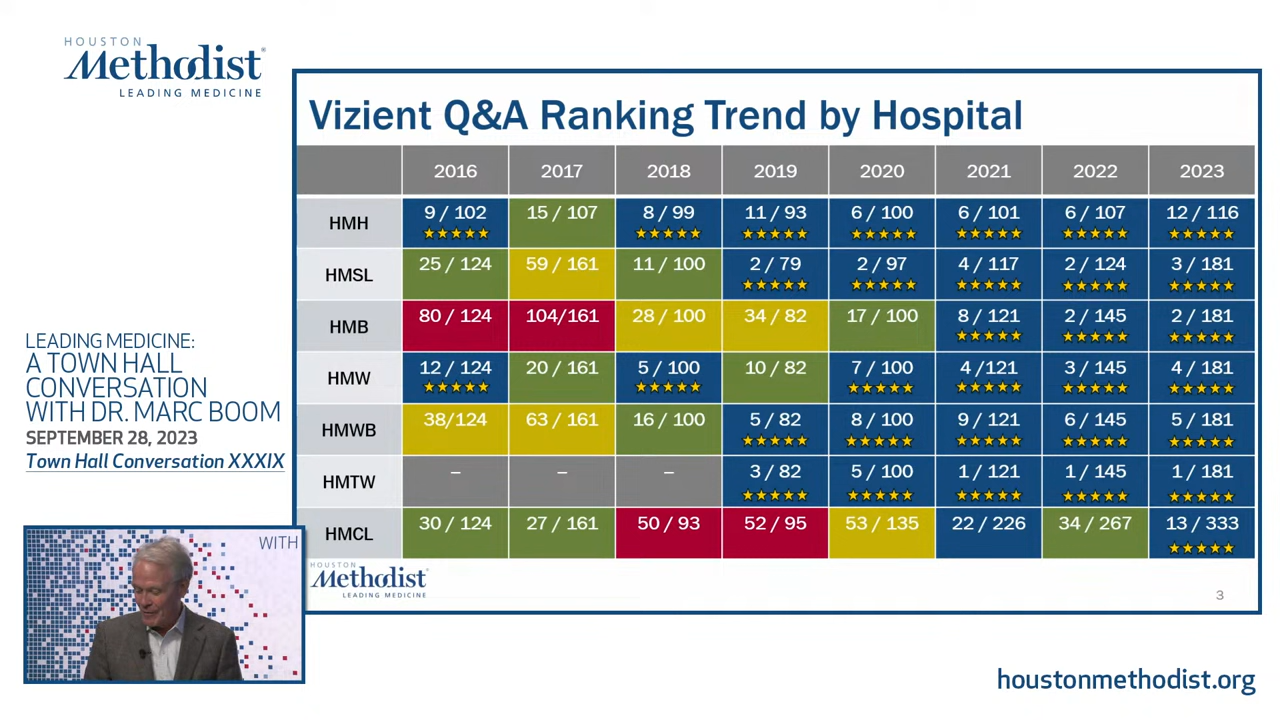 HOUSTON
Methodist
LEADING MEDICINE
LEADING MEDICINE:
A TOWN HALL
CONVERSATION
WITH DR. MARC BOOM
SEPTEMBER 28, 2023
Town Hall Conversation XXXIX
WITH
Vizient Q&A Ranking Trend by Hospital
2016 2017 2018 2019 2020 2021 2022 2023
HMH 9 / 102 ★★★★★ 15 / 107 8 / 99 ★★★★★ 11 / 93 ★★★★★ 6 / 100 ★★★★★ 6 / 101 ★★★★★ 6 / 107 ★★★★★ 12 / 116 ★★★★★
HMSL 25 / 124 59 / 161 11 / 100 2 / 79 ★★★★★ 2 / 97 ★★★★★ 4 / 117 ★★★★★ 2 / 124 ★★★★★ 3 / 181 ★★★★★
HMB 80 / 124 104/161 28 / 100 34 / 82 17 / 100 8 / 121 ★★★★★ 2 / 145 ★★★★★ 2 / 181 ★★★★★
HMW 12 / 124 ★★★★★ 20 / 161 5 / 100 ★★★★★ 10 / 82 7 / 100 ★★★★★ 4 /121 ★★★★★ 3 / 145 ★★★★★ 4 / 181 ★★★★★
HMWB 38/124 63 / 161 16 / 100 5 / 82 ★★★★★ 8 / 100 ★★★★★ 9 / 121 ★★★★★ 6 / 145 ★★★★★ 5 / 181 ★★★★★
HMTW – – – 3 / 82 ★★★★★ 5 / 100 ★★★★★ 1 / 121 ★★★★★ 1 / 145 ★★★★★ 1 / 181 ★★★★★
HMCL 30 / 124 27 / 161 50 / 93 52 / 95 53 / 135 22 / 226 34 / 267 13 / 333 ★★★★★
HOUSTON
Methodist
LEADING MEDICINE
3
houstonmethodist.org